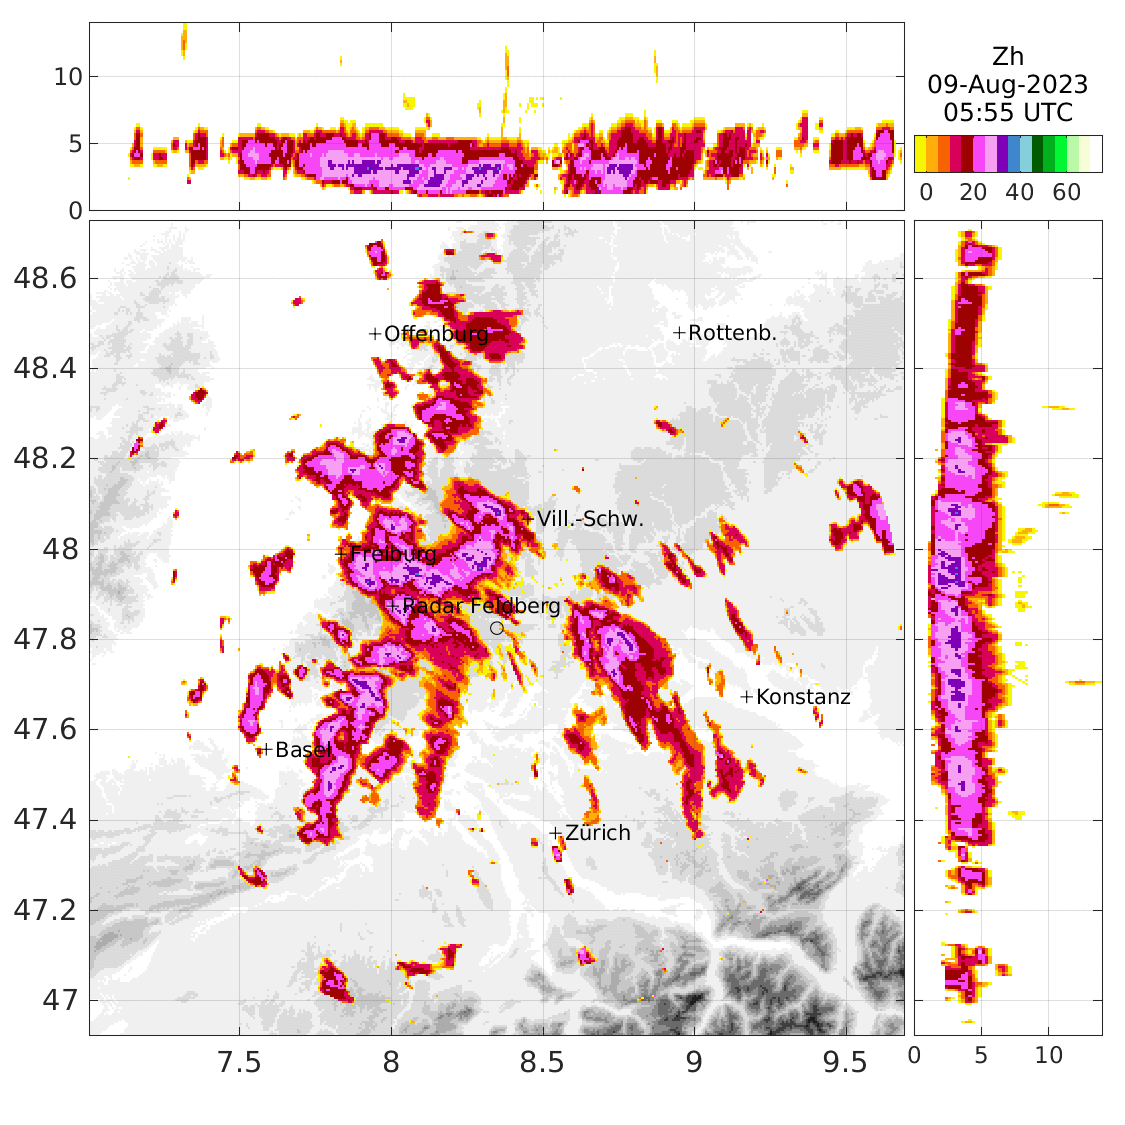 10
5
0
Zh
09-Aug-2023
05:55 UTC
0 20 40 60
48.6
48.4
48.2
48
47.8
47.6
47.4
47.2
47
+Offenburg
+Rottenb.
+Vill.-Schw.
+Freiburg
+Radar Feldberg
+Konstanz
+Basel
+Zürich
7.5 8 8.5 9 9.5
0 5 10